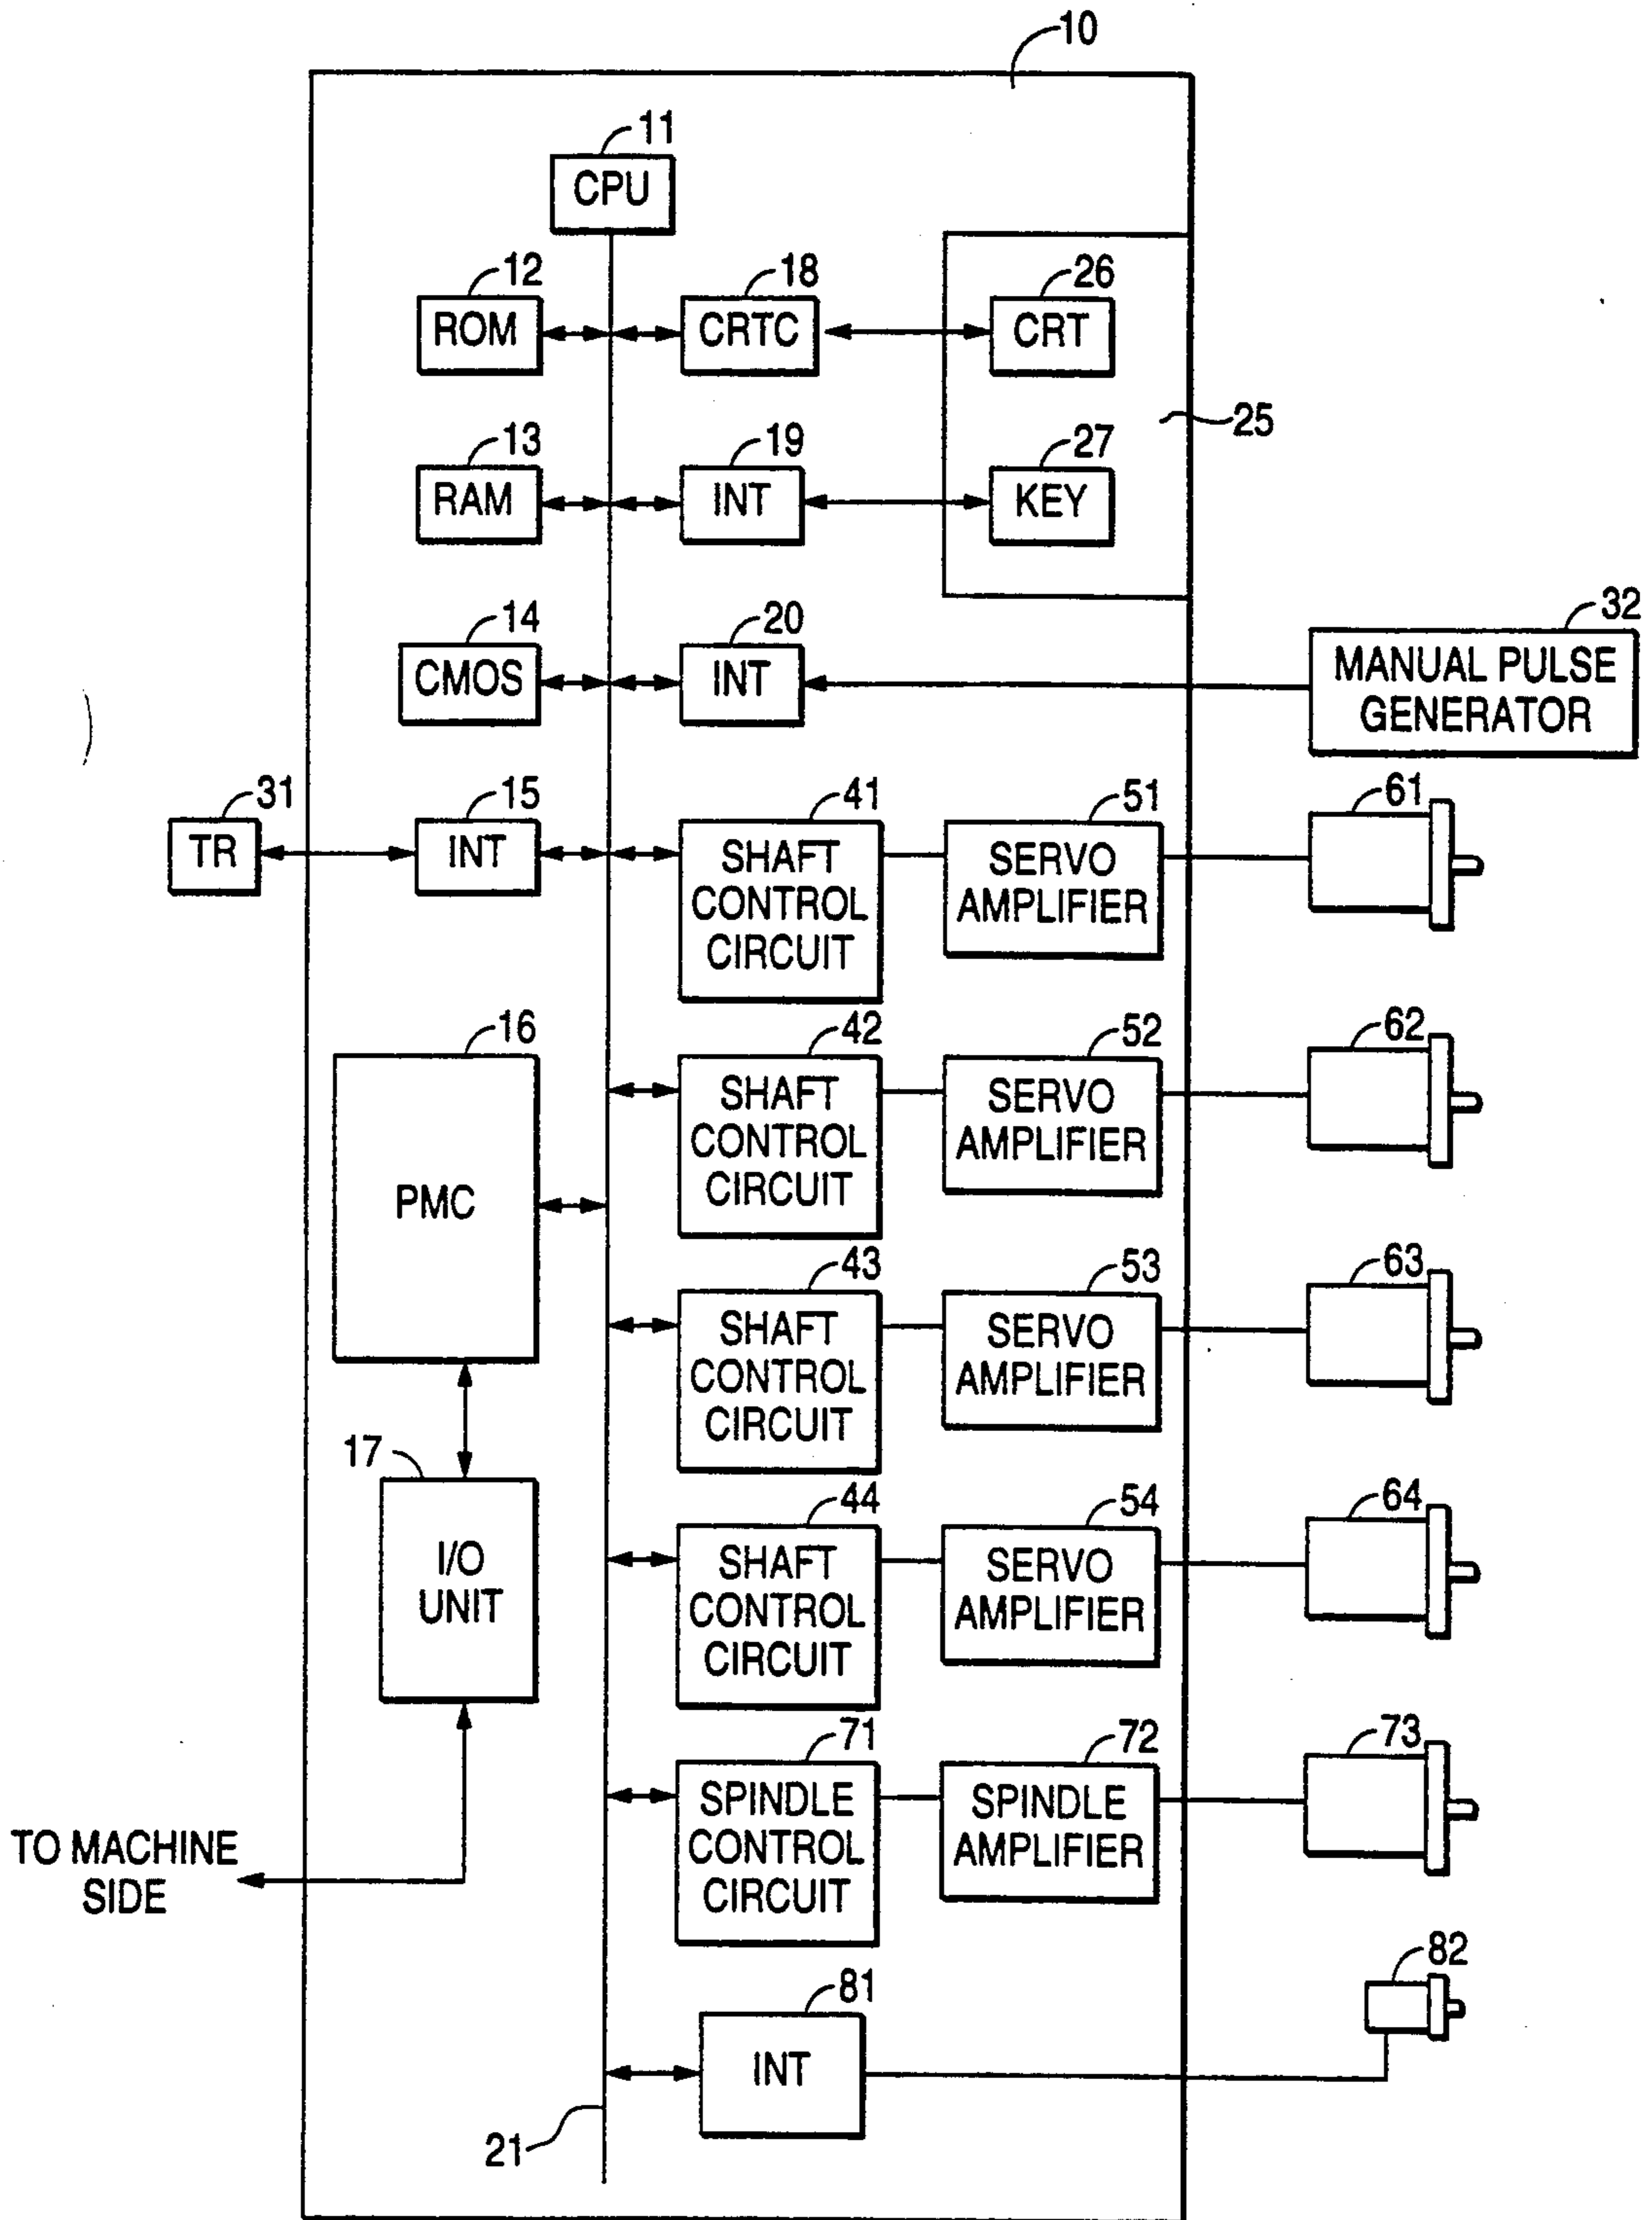 10
11
CPU
12
ROM
18
CRTC
26
CRT
25
13
RAM
19
INT
27
KEY
14
CMOS
20
INT
32
MANUAL PULSE
GENERATOR
31
TR
15
INT
41
SHAFT
CONTROL
CIRCUIT
51
SERVO
AMPLIFIER
61
16
PMC
42
SHAFT
CONTROL
CIRCUIT
52
SERVO
AMPLIFIER
62
43
SHAFT
CONTROL
CIRCUIT
53
SERVO
AMPLIFIER
63
17
I/O
UNIT
44
SHAFT
CONTROL
CIRCUIT
54
SERVO
AMPLIFIER
64
71
SPINDLE
CONTROL
CIRCUIT
72
SPINDLE
AMPLIFIER
73
TO MACHINE
SIDE
81
INT
82
21